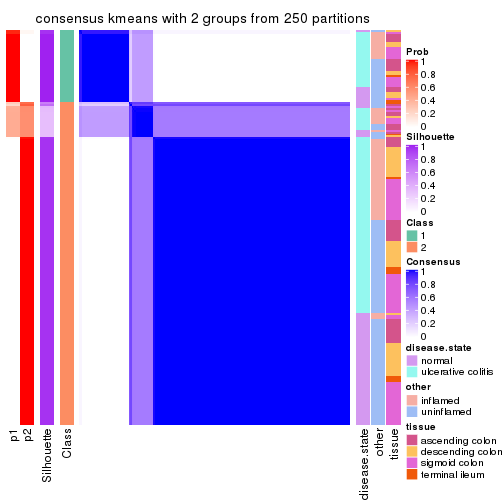 consensus kmeans with 2 groups from 250 partitions
Prob
1
0.8
0.6
0.4
0.2
0
Silhouette
1
0.8
0.6
0.4
0.2
0
Class
1
2
Consensus
1
0.8
0.6
0.4
0.2
0
disease.state
normal
ulcerative colitis
other
inflamed
uninflamed
tissue
ascending colon
descending colon
sigmoid colon
terminal ileum
p1
p2
Silhouette
Class
disease.state
other
tissue